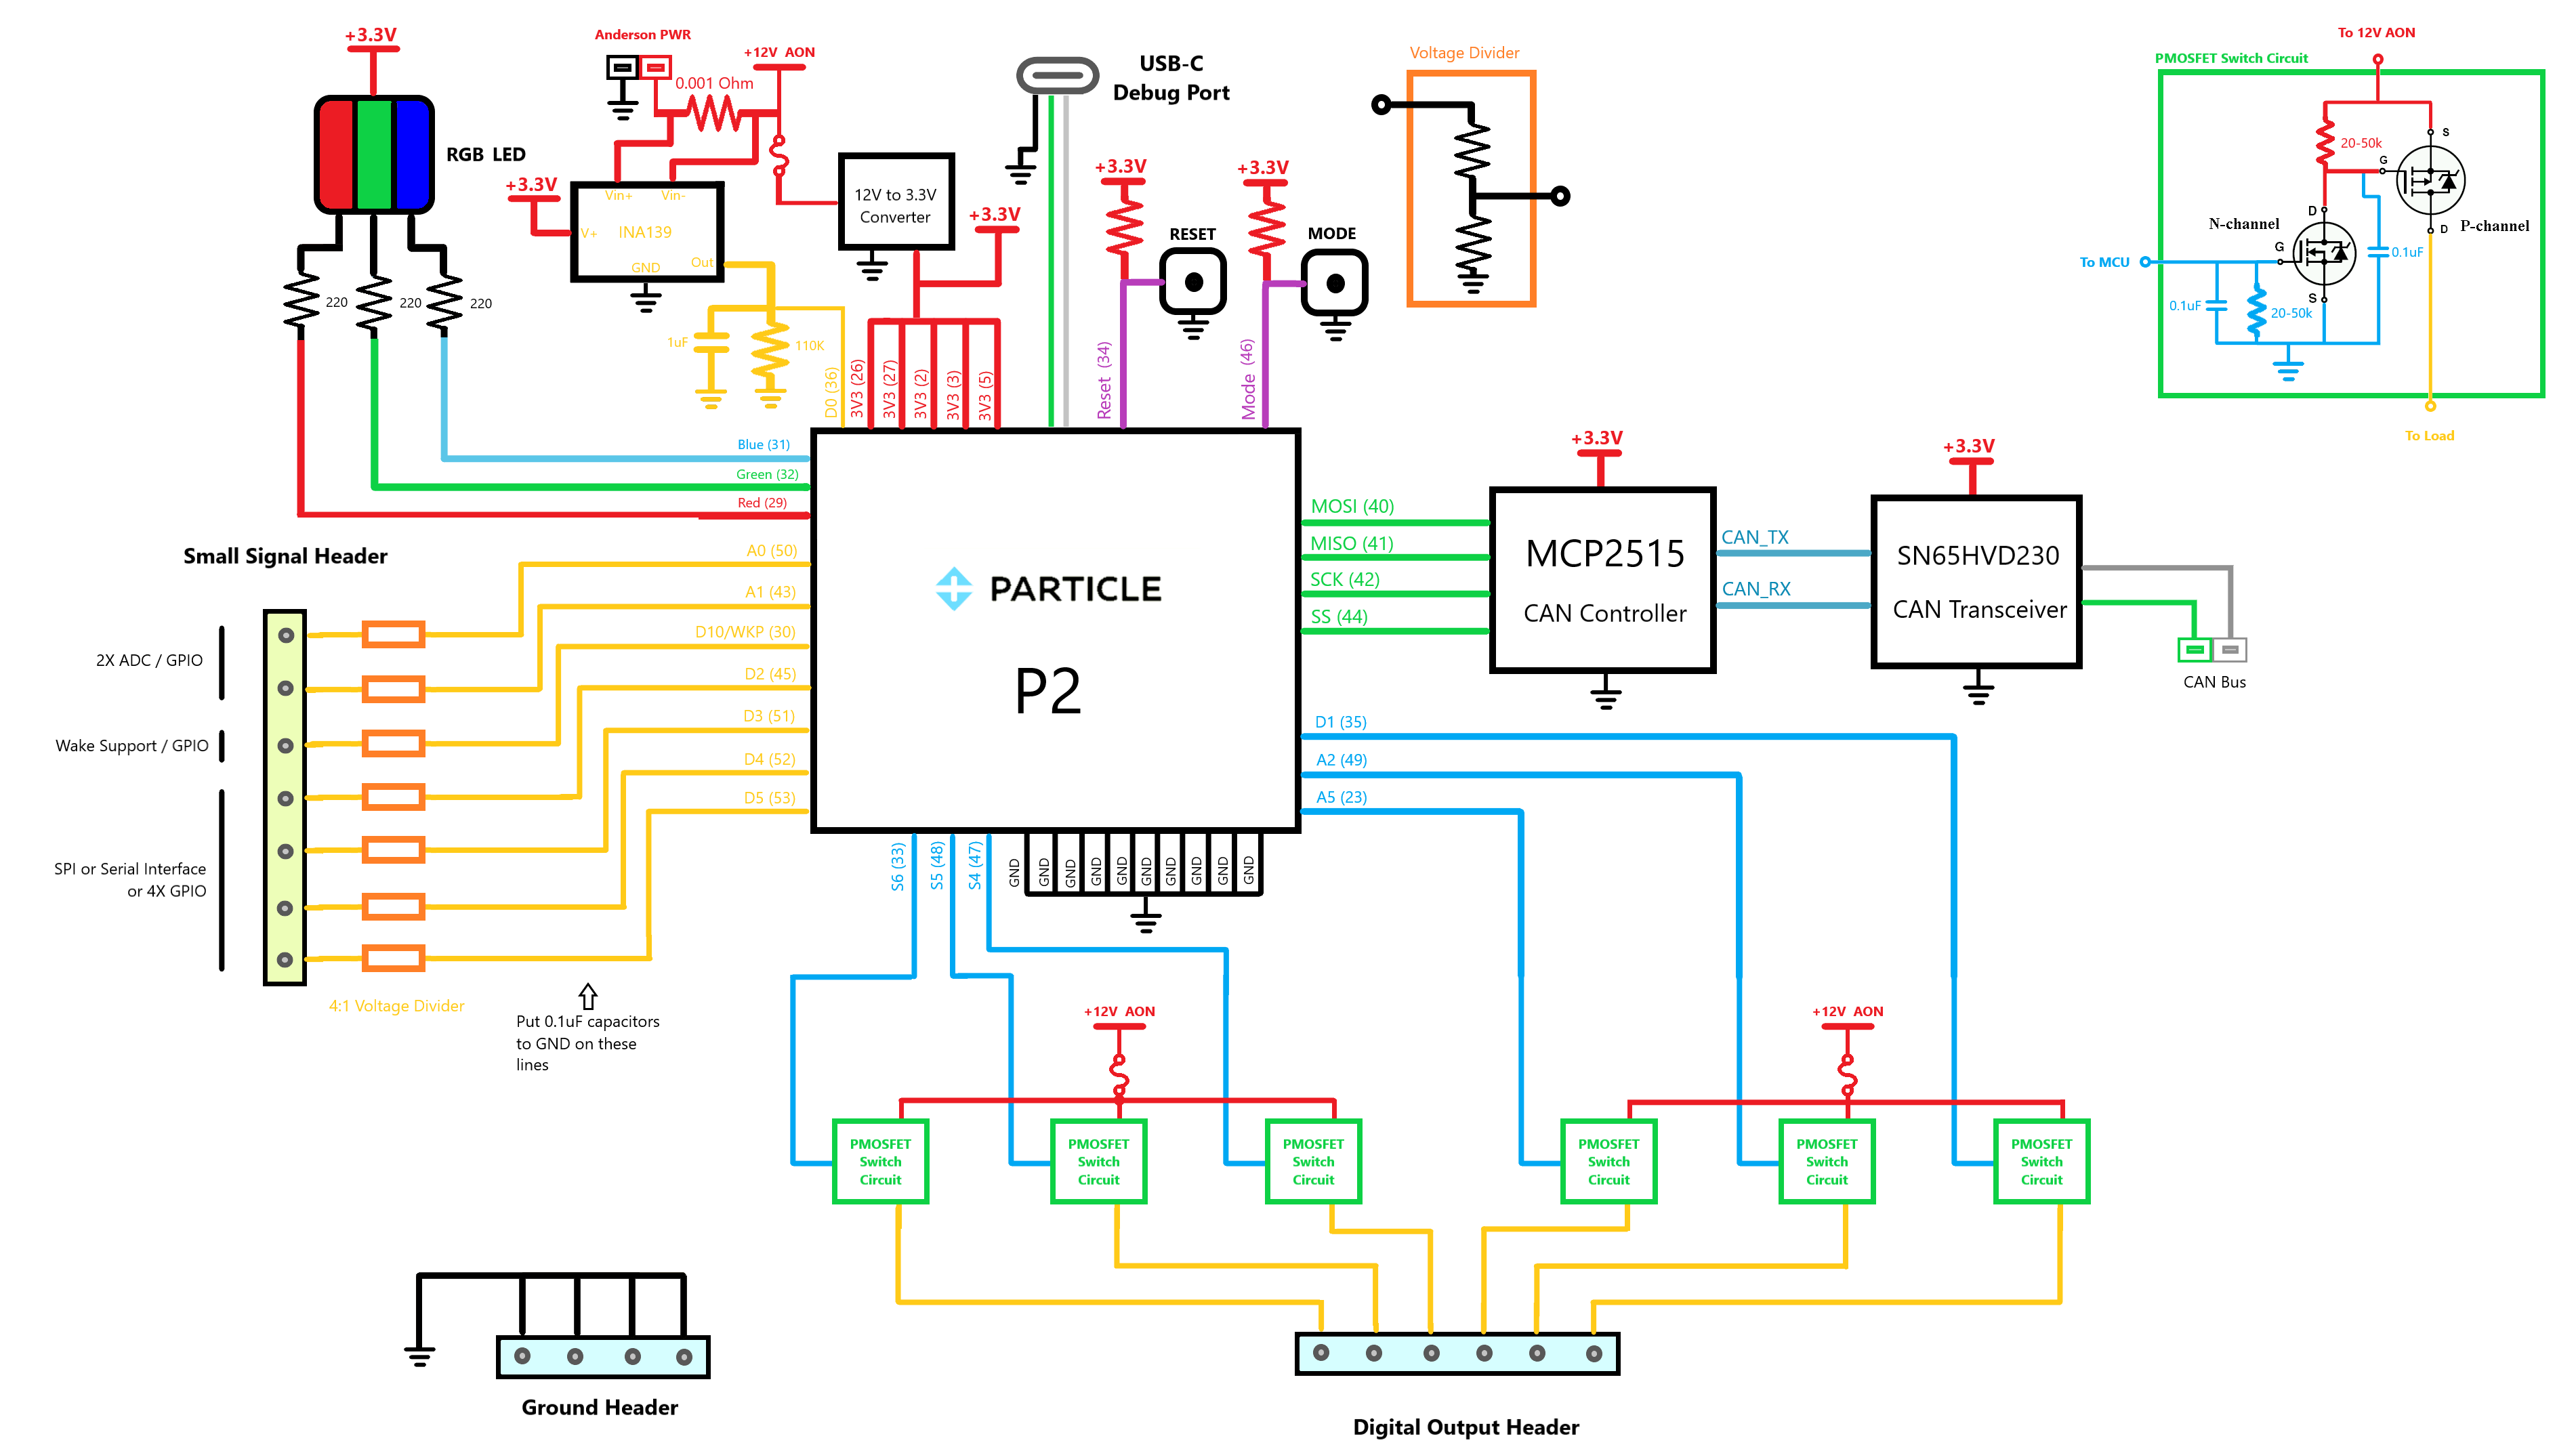 +3.3V
RGB LED
220
220
220
Anderson PWR
0.001 Ohm
+12V AON
+3.3V
Vin+
Vin-
V+
INA139
GND
Out
1uF
110K
12V to 3.3V
Converter
+3.3V
USB-C
Debug Port
+3.3V
RESET
+3.3V
MODE
Voltage Divider
To 12V AON
PMOSFET Switch Circuit
20-50k
S
G
D
P-channel
N-channel
D
G
S
To MCU
0.1uF
20-50k
0.1uF
To Load
D0 (36)
3V3 (26)
3V3 (27)
3V3 (2)
3V3 (3)
3V3 (5)
Reset (34)
Mode (46)
Blue (31)
Green (32)
Red (29)
Small Signal Header
A0 (50)
A1 (43)
D10/WKP (30)
D2 (45)
D3 (51)
D4 (52)
D5 (53)
2X ADC / GPIO
Wake Support / GPIO
SPI or Serial Interface
or 4X GPIO
4:1 Voltage Divider
Put 0.1uF capacitors
to GND on these
lines
PARTICLE
P2
MOSI (40)
MISO (41)
SCK (42)
SS (44)
+3.3V
MCP2515
CAN Controller
CAN_TX
CAN_RX
+3.3V
SN65HVD230
CAN Transceiver
CAN Bus
D1 (35)
A2 (49)
A5 (23)
S6 (33)
S5 (48)
S4 (47)
GND
GND
GND
GND
GND
GND
GND
GND
GND
GND
+12V AON
+12V AON
PMOSFET
Switch
Circuit
PMOSFET
Switch
Circuit
PMOSFET
Switch
Circuit
PMOSFET
Switch
Circuit
PMOSFET
Switch
Circuit
PMOSFET
Switch
Circuit
Ground Header
Digital Output Header